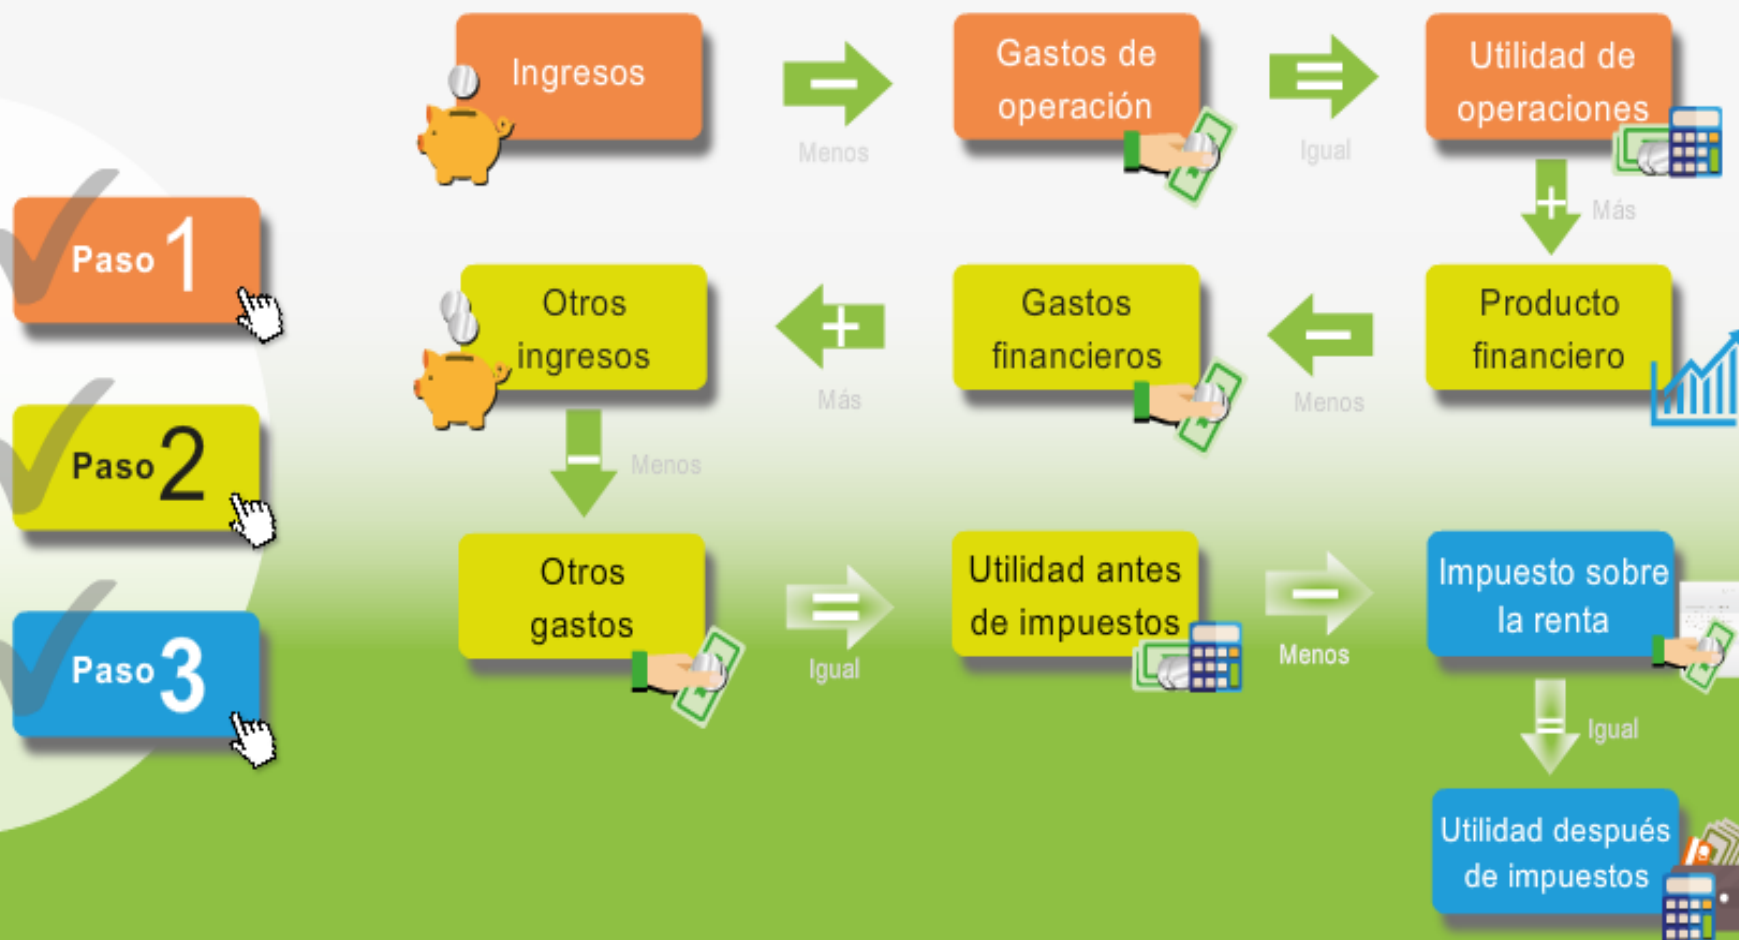 Ingresos
Menos
Gastos de
operación
Igual
Utilidad de
operaciones
Más
Paso 1
Otros
ingresos
Más
Gastos
financieros
Menos
Producto
financiero
Menos
Paso 2
Otros
gastos
Igual
Utilidad antes
de impuestos
Menos
Impuesto sobre
la renta
Igual
Paso 3
Utilidad después
de impuestos